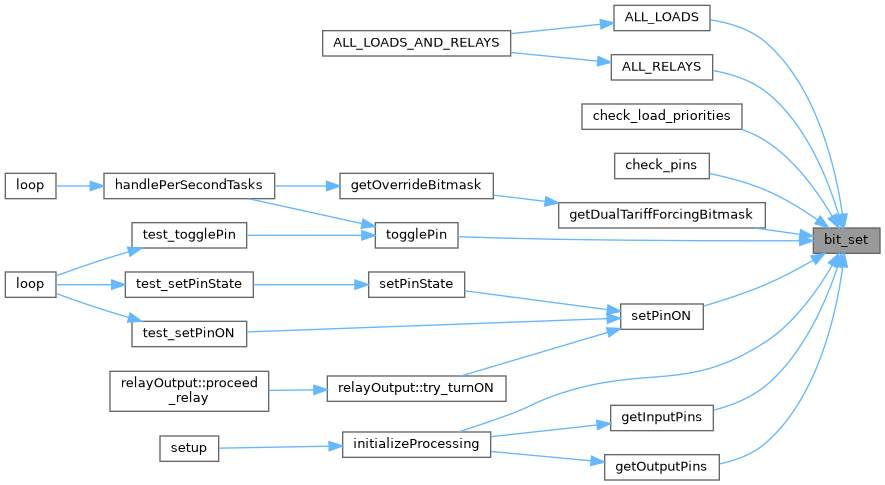 ALL_LOADS
ALL_LOADS_AND_RELAYS
ALL_RELAYS
check_load_priorities
check_pins
loop
handlePerSecondTasks
getOverrideBitmask
getDualTariffForcingBitmask
test_togglePin
togglePin
bit_set
loop
test_setPinState
setPinState
setPinON
test_setPinON
relayOutput::proceed
_relay
relayOutput::try_turnON
getInputPins
setup
initializeProcessing
getOutputPins